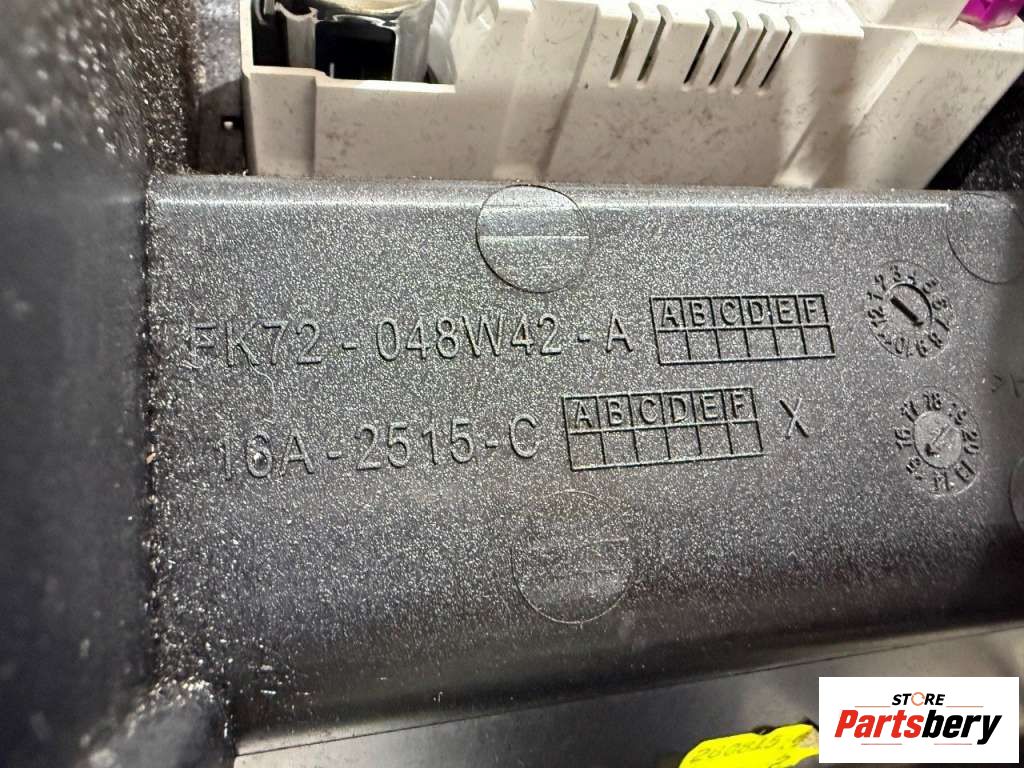 FK72-048W42-A ABCDEF
16A-2515-C ABCDEF X
STORE
Partsbery